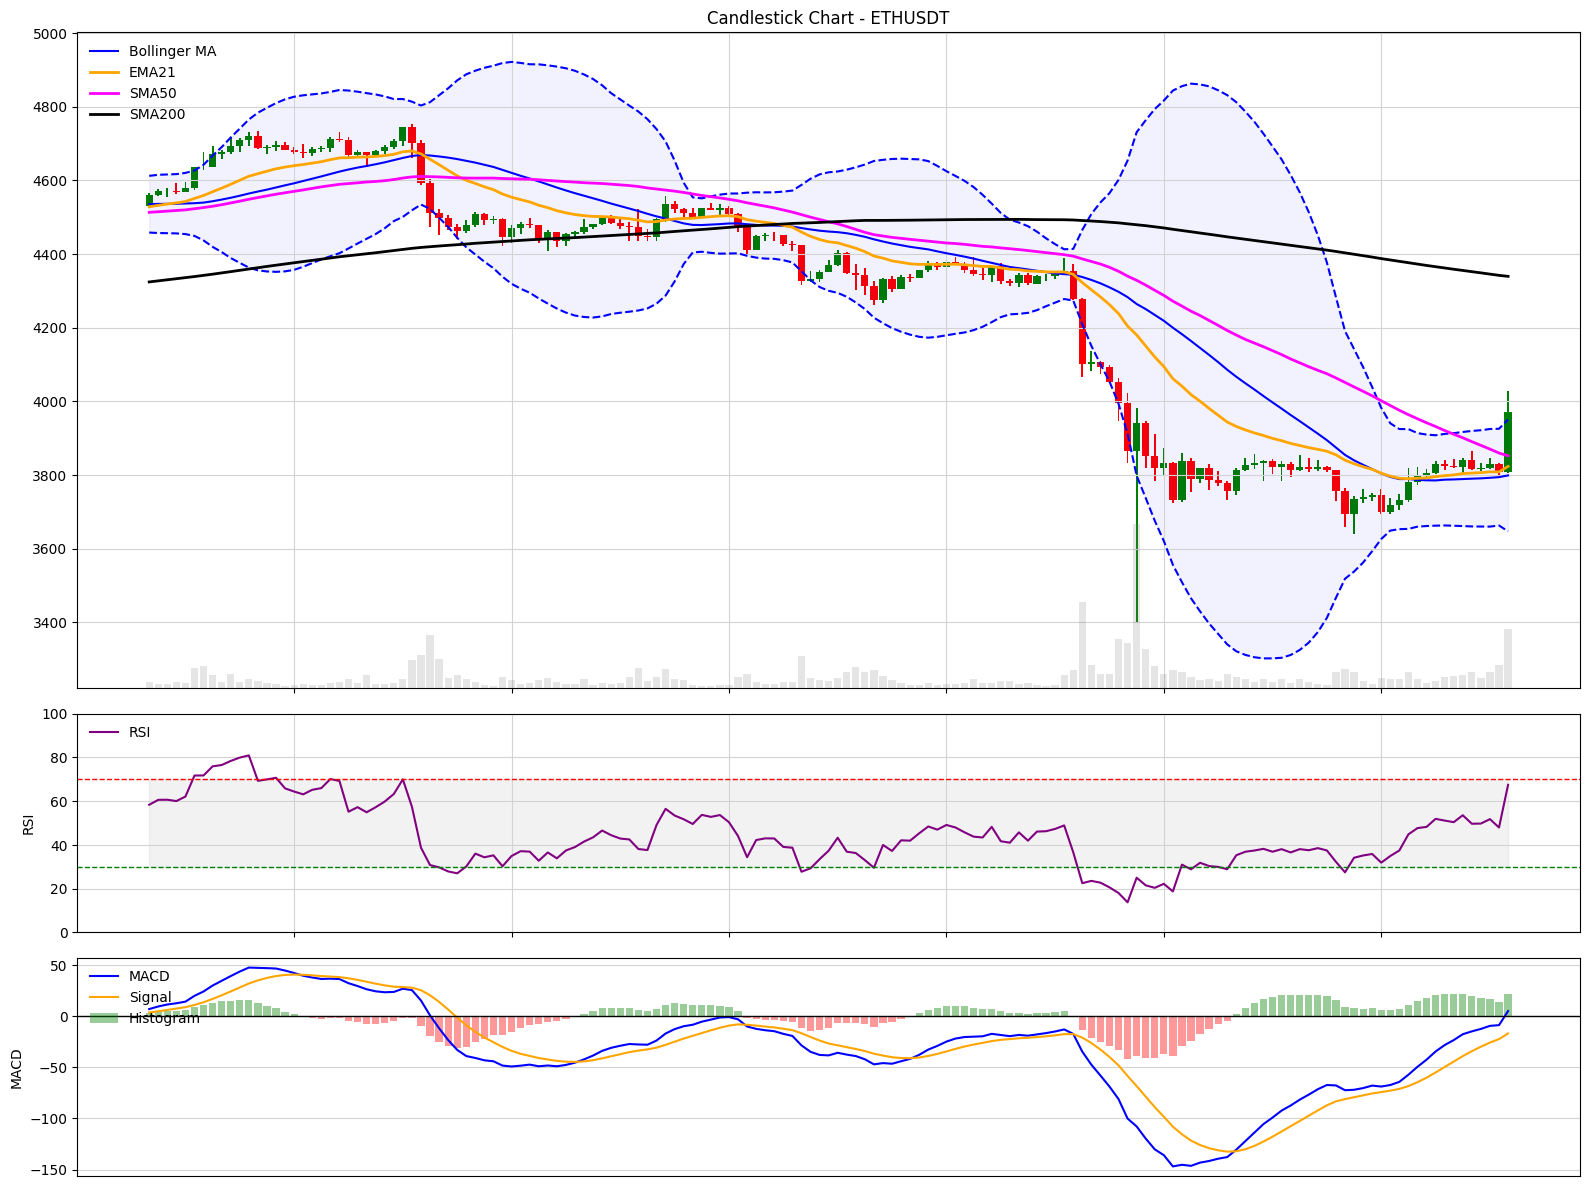 Candlestick Chart - ETHUSDT
5000
4800
4600
4400
4200
4000
3800
3600
3400
Bollinger MA
EMA21
SMA50
SMA200
100
80
60
40
20
0
RSI
RSI
50
0
−50
−100
−150
MACD
MACD
Signal
Histogram